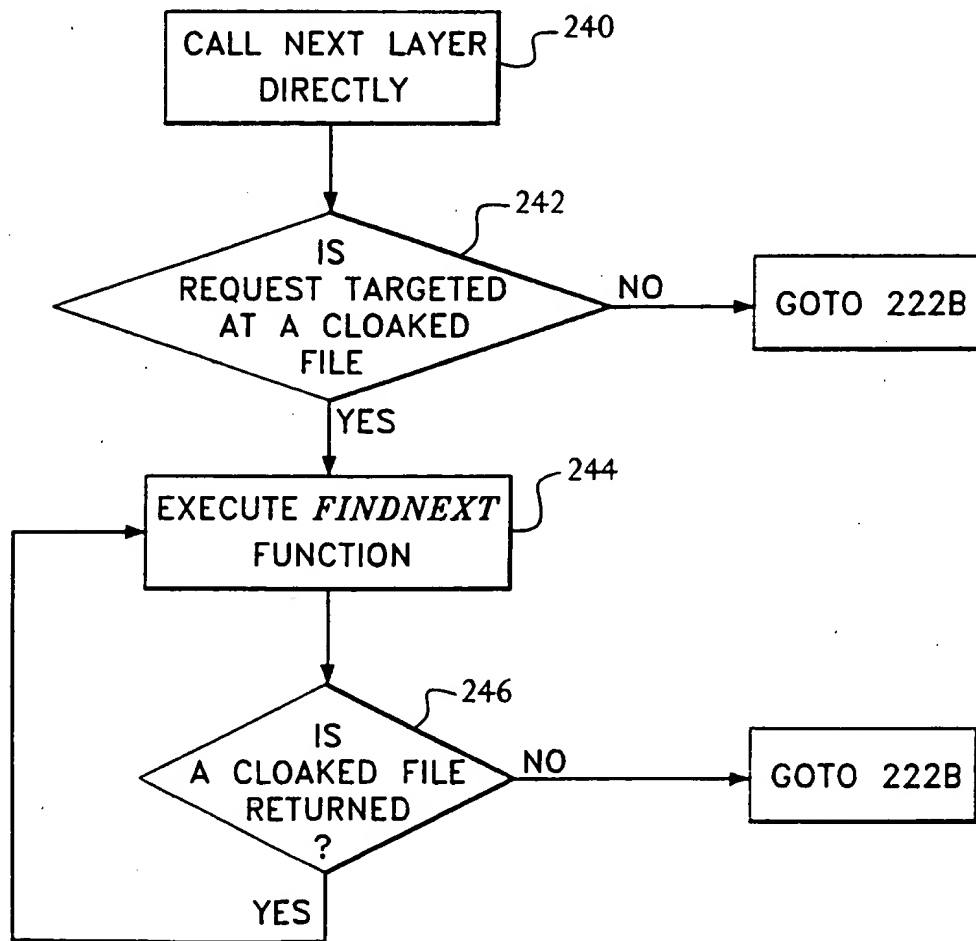 CALL NEXT LAYER
DIRECTLY
240
242
IS
REQUEST TARGETED
AT A CLOAKED
FILE
NO
GOTO 222B
YES
244
EXECUTE FINDNEXT
FUNCTION
246
IS
A CLOAKED FILE
RETURNED
?
NO
GOTO 222B
YES